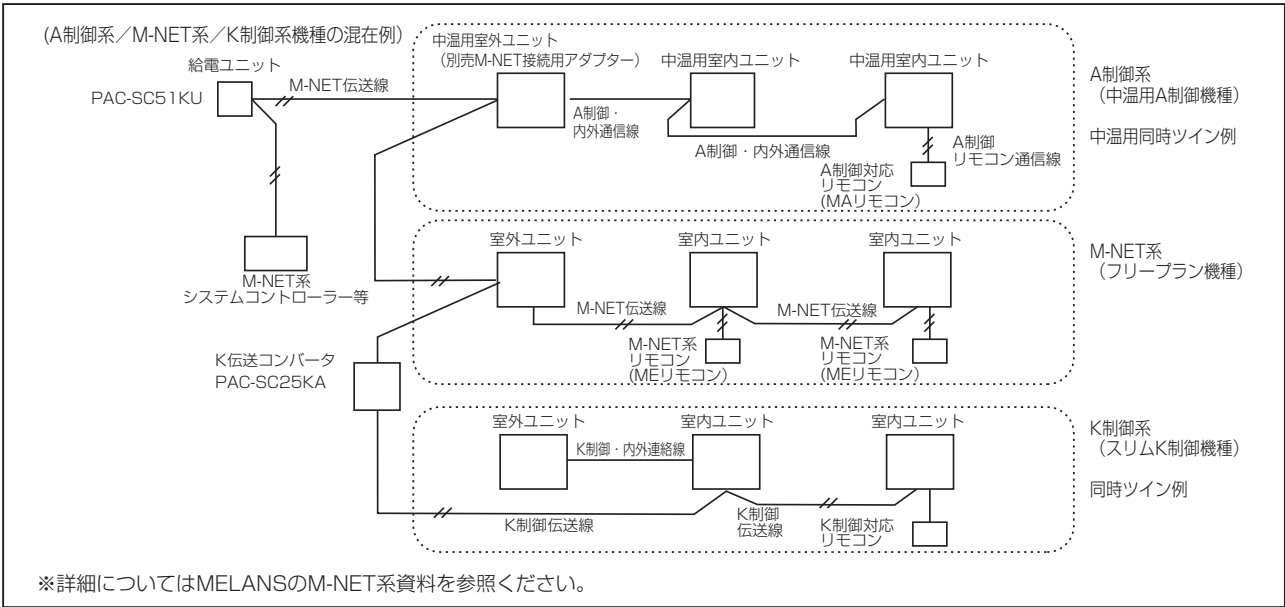 (A制御系／M-NET系／K制御系機種の混在例)
給電ユニット
PAC-SC51KU
M-NET伝送線
M-NET系
システムコントローラー等
K伝送コンバータ
PAC-SC25KA
中温用室外ユニット
（別売M-NET接続用アダプター）
中温用室内ユニット
中温用室内ユニット
A制御・
内外通信線
A制御・内外通信線
A制御
リモコン通信線
A制御対応
リモコン
(MAリモコン)
A制御系
（中温用A制御機種）
中温用同時ツイン例
室外ユニット
室内ユニット
室内ユニット
M-NET伝送線
M-NET伝送線
M-NET系
リモコン
(MEリモコン)
M-NET系
リモコン
(MEリモコン)
M-NET系
（フリープラン機種）
室外ユニット
室内ユニット
室内ユニット
K制御・内外連絡線
K制御伝送線
K制御
伝送線
K制御対応
リモコン
K制御系
（スリムK制御機種）
同時ツイン例
※詳細についてはMELANSのM-NET系資料を参照ください。